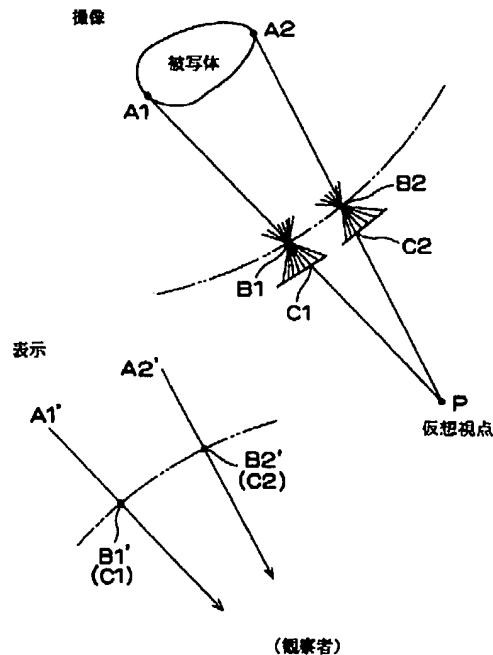 撮像
A2
被写体
A1
B2
C2
B1
C1
P
仮想視点
表示
A2'
A1'
B2'
(C2)
B1'
(C1)
(観察者)